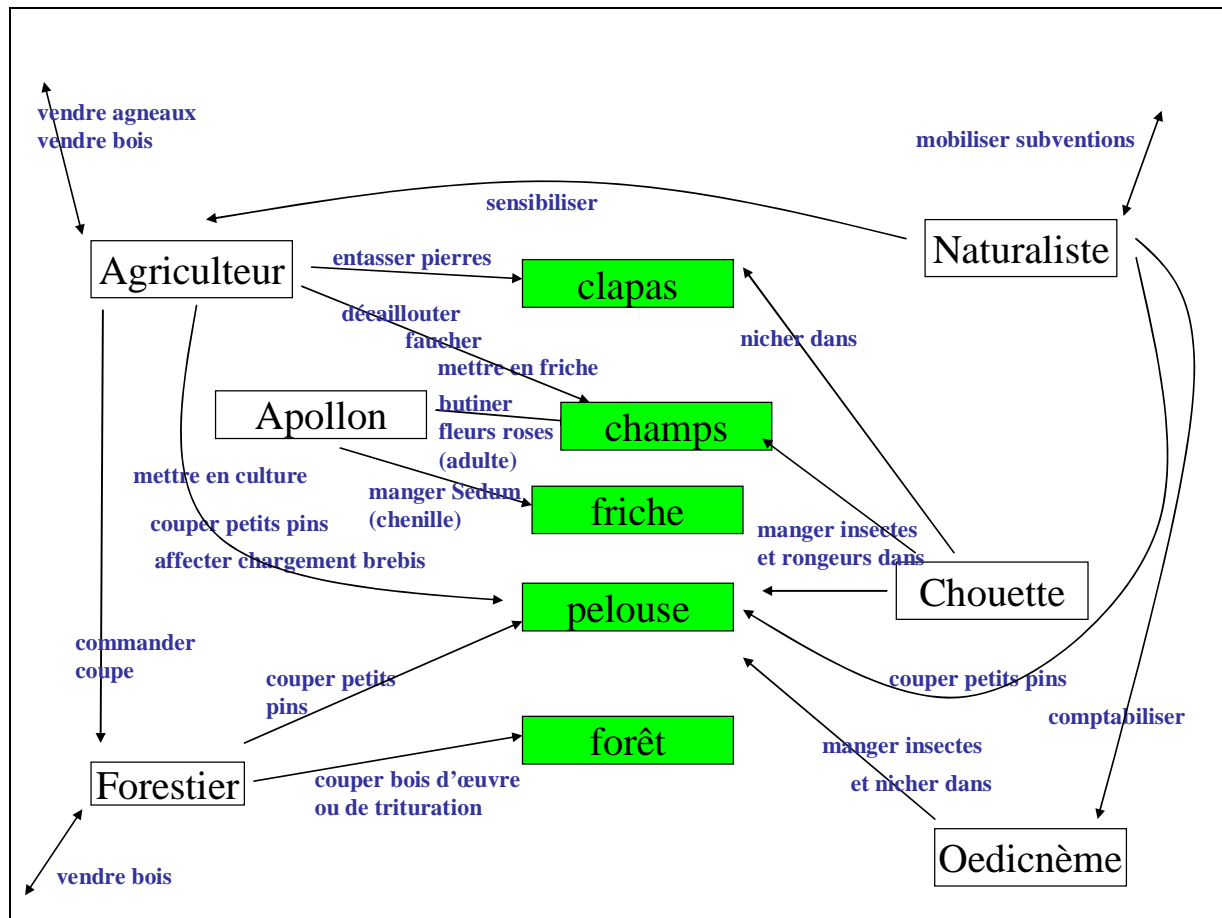 vendre agneaux
vendre bois
mobiliser subventions
sensibiliser
Agriculteur
Naturaliste
entasser pierres
clapas
décaillouter
faucher
mettre en friche
nicher dans
Apollon
butiner
fleurs roses
(adulte)
champs
mettre en culture
manger Sedum
(chenille)
friche
couper petits pins
affecter chargement brebis
manger insectes
et rongeurs dans
Chouette
pelouse
commander
coupe
couper petits
pins
couper petits pins
comptabiliser
forêt
manger insectes
et nicher dans
Forestier
couper bois d’œuvre
ou de trituration
Oedicnème
vendre bois